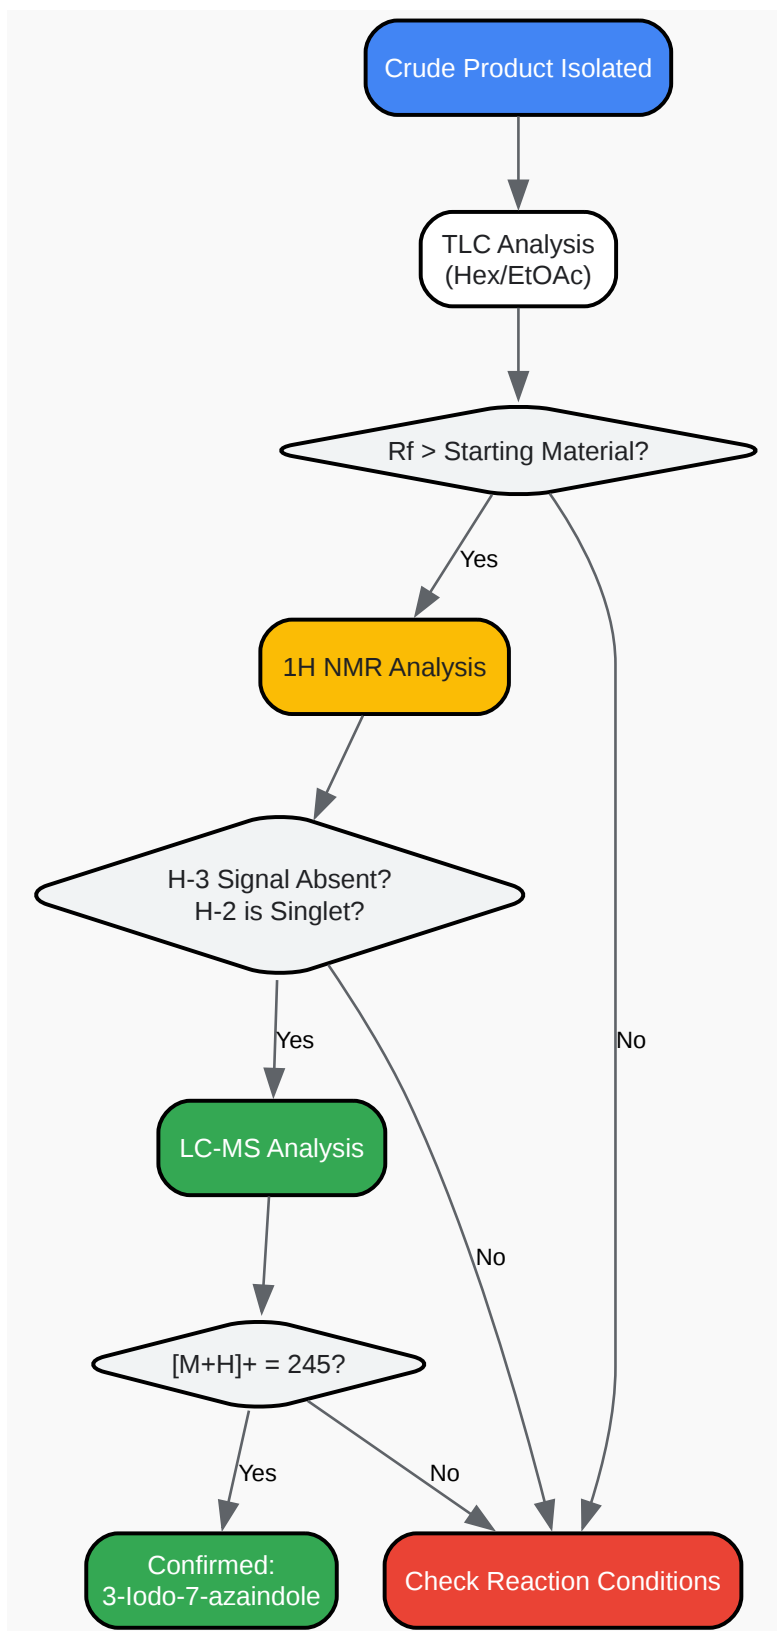 Crude Product Isolated
TLC Analysis
(Hex/EtOAc)
Rf > Starting Material?
Yes
1H NMR Analysis
H-3 Signal Absent?
H-2 is Singlet?
Yes
No
LC-MS Analysis
No
[M+H]+ = 245?
Yes
No
Confirmed:
3-Iodo-7-azaindole
Check Reaction Conditions